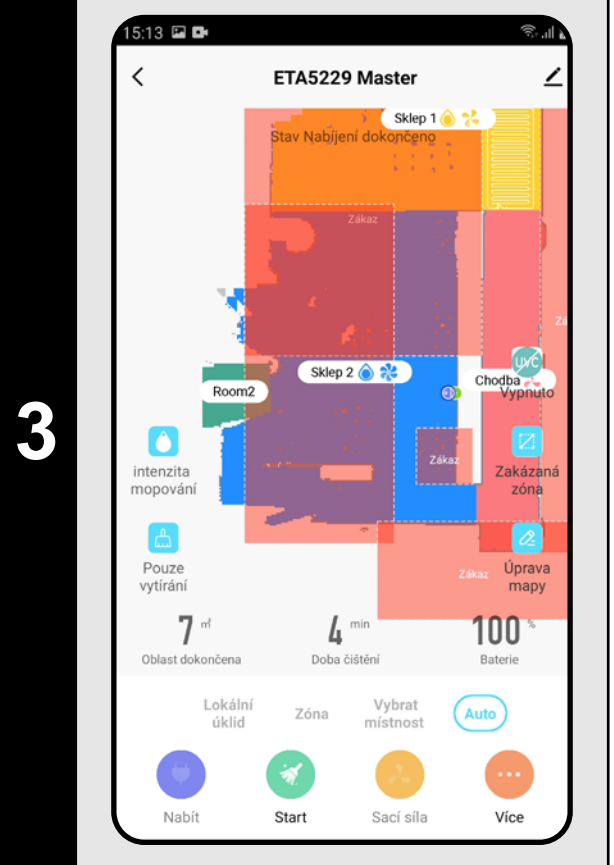 3
15:13
ETA5229 Master
Sklep 1
Stav Nabíjení dokončeno
Zákaz
Zá
UVC
Sklep 2
Room2
Chodba
Vypnuto
Zákaz
intenzita
mopování
Zakázaná
zóna
Pouze
vytírání
Zákaz
Úprava
mapy
7 ㎡
4 min
100 %
Oblast dokončena
Doba čištění
Baterie
Lokální
úklid
Zóna
Vybrat
místnost
Auto
Nabít
Start
Sací síla
Více